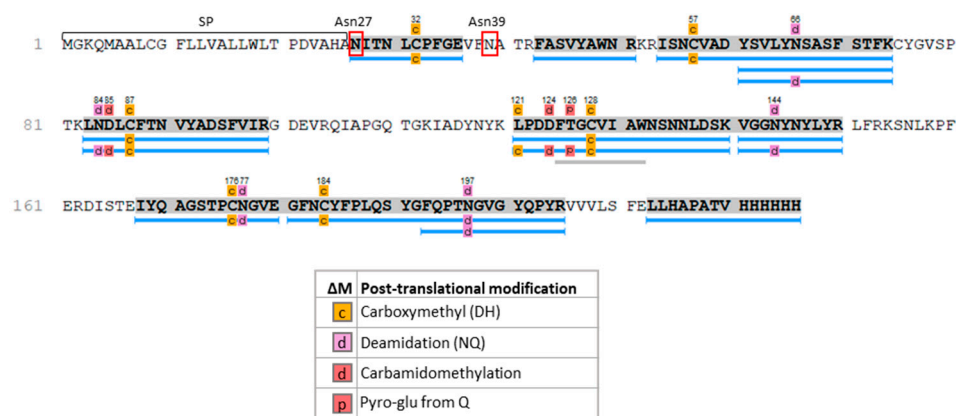 SP Asn27 Asn39
32 57 66
c c d
1 MGKQMAALCG FLLVALLWLT PDVAHANITN LCPFGEVFNA TRFASVYAWN RKRISNCVAD YSVLYNSASF STFKCYGVSP
c c
d
84 85 87 121 124 126 128 144
d d c c d p c d
81 TKLNDLCFTN VYADSFVIRG DEVRQIAPGQ TGKIADYNYK LPDDFTGCVI AWNSNNLDSK VGGNYNYLYR LFRKSNLKPF
c c
d d c c d p c d
176 77 184 197
c d c d
161 ERDISTEIYQ AGSTPCNGVE GFNCYFPLQS YGFQPTNGVG YQPYRVVVLS FELLHAPATV HHHHHH
c d c d
d
ΔM Post-translational modification
c Carboxymethyl (DH)
d Deamidation (NQ)
d Carbamidomethylation
p Pyro-glu from Q